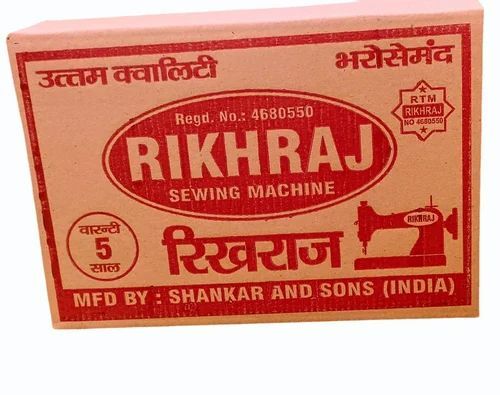 उत्तम क्वालिटी
भरोसेमंद
Regd. No.: 4680550
RTM
RIKHRAJ
NO 4680550
RIKHRAJ
SEWING MACHINE
वारन्टी
5
साल
रिखराज
RIKHRAJ
MFD BY : SHANKAR AND SONS (INDIA)